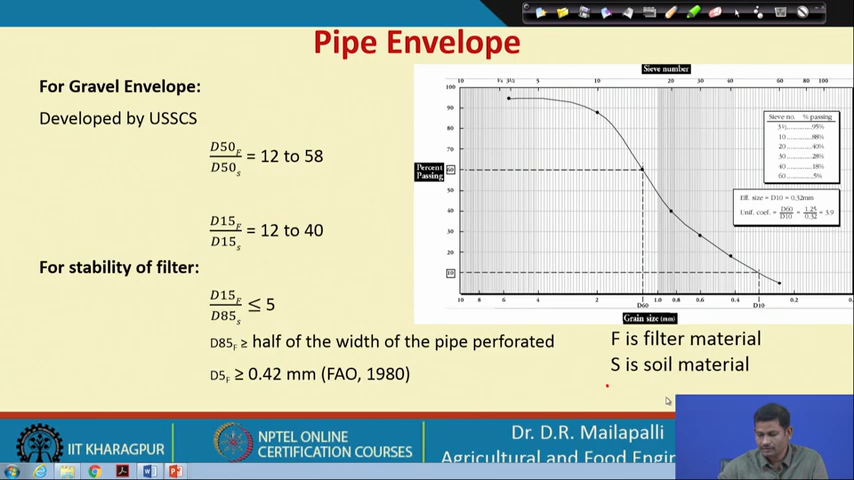 Pipe Envelope
For Gravel Envelope:
Developed by USSCS
D50F/D50s = 12 to 58
D15F/D15s = 12 to 40
For stability of filter:
D15F/D85s ≤ 5
D85F ≥ half of the width of the pipe perforated
D5F ≥ 0.42 mm (FAO, 1980)
Sieve number
10 5 10 20 30 40 60 80 100
100
90
80
70
60
50
40
30
20
10
Percent
Passing
Sieve no. % passing
3½ 95%
10 88%
20 40%
30 28%
40 18%
60 5%
Eff. size = D10 = 0.32mm
Unif. coef. = D60/D10 = 1.25/0.32 = 3.9
10 8 6 4 2 1.0 0.8 0.6 0.4 0.2
D60 D10
Grain size (mm)
F is filter material
S is soil material
IIT KHARAGPUR
NPTEL ONLINE
CERTIFICATION COURSES
Dr. D.R. Mailapalli
Agricultural and Food Engin